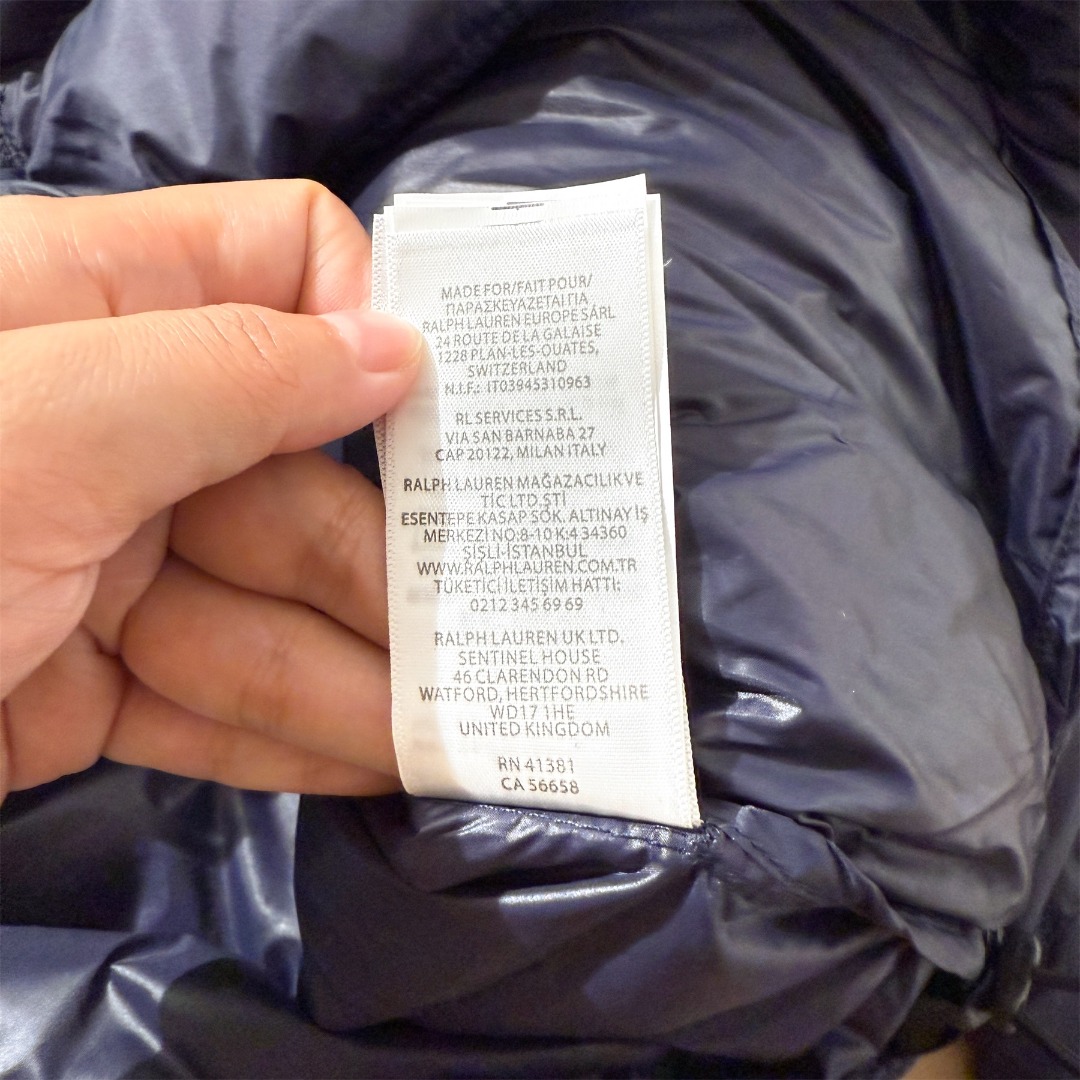 MADE FOR/FAIT POUR/
ΠΑΡΑΣΚΕΥΑΖΕΤΑΙ ΓΙΑ
RALPH LAUREN EUROPE SÀRL
24 ROUTE DE LA GALAISE
1228 PLAN-LES-OUATES,
SWITZERLAND
N.I.F.: IT03945310963
RL SERVICES S.R.L.
VIA SAN BARNABA 27
CAP 20122, MILAN ITALY
RALPH LAUREN MAĞAZACILIK VE
TİC LTD ŞTİ
ESENTEPE KASAP SOK. ALTINAY İŞ
MERKEZİ NO:8-10 K:4 34360
SİSLİ-İSTANBUL
WWW.RALPHLAUREN.COM.TR
TÜKETİCİ İLETİŞİM HATTI:
0212 345 69 69
RALPH LAUREN UK LTD.
SENTINEL HOUSE
46 CLARENDON RD
WATFORD, HERTFORDSHIRE
WD17 1HE
UNITED KINGDOM
RN 41381
CA 56658